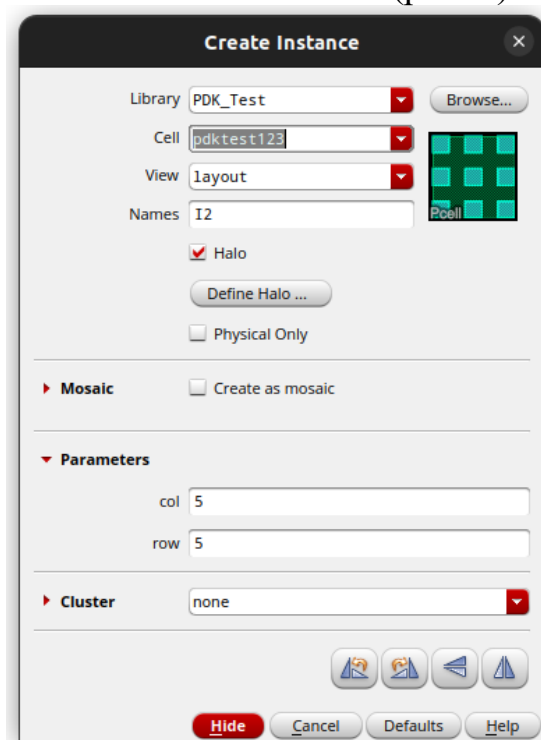 Create Instance
Library PDK_Test Browse...
Cell pdktest123
View layout
Pcell
Names I2
Halo
Define Halo ...
Physical Only
Mosaic Create as mosaic
Parameters
col 5
row 5
Cluster none
Hide Cancel Defaults Help